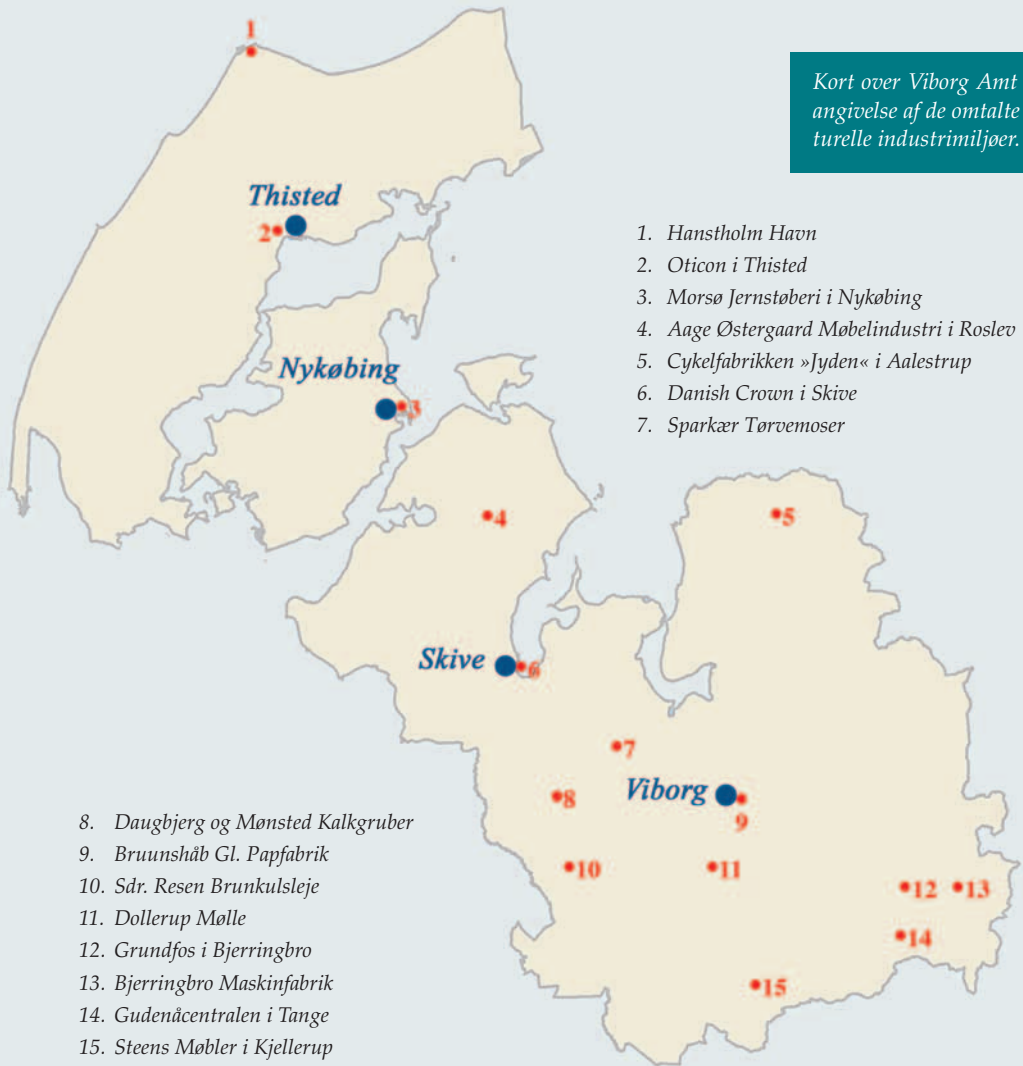 1
Kort over Viborg Amt
angivelse af de omtalte
turelle industrimiljøer.
Thisted
2
1. Hanstholm Havn
2. Oticon i Thisted
3. Morsø Jernstøberi i Nykøbing
4. Aage Østergaard Møbelindustri i Roslev
5. Cykelfabrikken »Jyden« i Aalestrup
6. Danish Crown i Skive
7. Sparkær Tørvemoser
Nykøbing
3
4
5
Skive
6
7
Viborg
8
9
10
11
12
13
14
15
8. Daugbjerg og Mønsted Kalkgruber
9. Bruunshåb Gl. Papfabrik
10. Sdr. Resen Brunkulsleje
11. Dollerup Mølle
12. Grundfos i Bjerringbro
13. Bjerringbro Maskinfabrik
14. Gudenåcentralen i Tange
15. Steens Møbler i Kjellerup